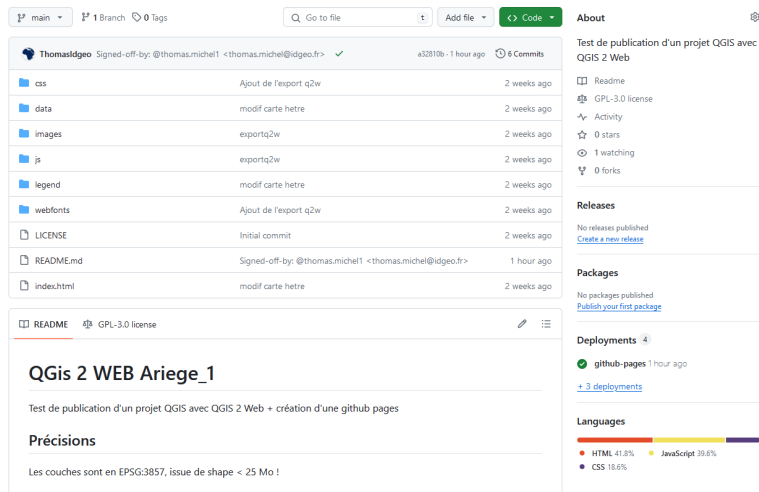 main
1 Branch
0 Tags
Go to file
t
Add file
Code
ThomasIdgeo Signed-off-by: @thomas.michel1 <thomas.michel@idgeo.fr>
a32810b · 1 hour ago
6 Commits
css Ajout de l'export q2w 2 weeks ago
data modif carte hetre 2 weeks ago
images exportq2w 2 weeks ago
js exportq2w 2 weeks ago
legend modif carte hetre 2 weeks ago
webfonts Ajout de l'export q2w 2 weeks ago
LICENSE Initial commit 2 weeks ago
README.md Signed-off-by: @thomas.michel1 <thomas.michel@idgeo.fr> 1 hour ago
index.html modif carte hetre 2 weeks ago
README
GPL-3.0 license
QGis 2 WEB Ariege_1
Test de publication d'un projet QGIS avec QGIS 2 Web + création d'une github pages
Précisions
Les couches sont en EPSG:3857, issue de shape < 25 Mo !
About
Test de publication d'un projet QGIS avec
QGIS 2 Web
Readme
GPL-3.0 license
Activity
0 stars
1 watching
0 forks
Releases
No releases published
Create a new release
Packages
No packages published
Publish your first package
Deployments 4
github-pages 1 hour ago
+ 3 deployments
Languages
HTML 41.8%
JavaScript 39.6%
CSS 18.6%